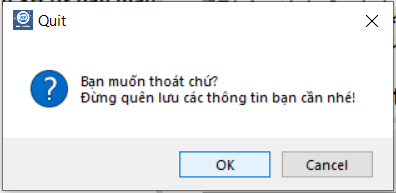 Quit
Bạn muốn thoát chứ?
Đừng quên lưu các thông tin bạn cần nhé!
OK
Cancel